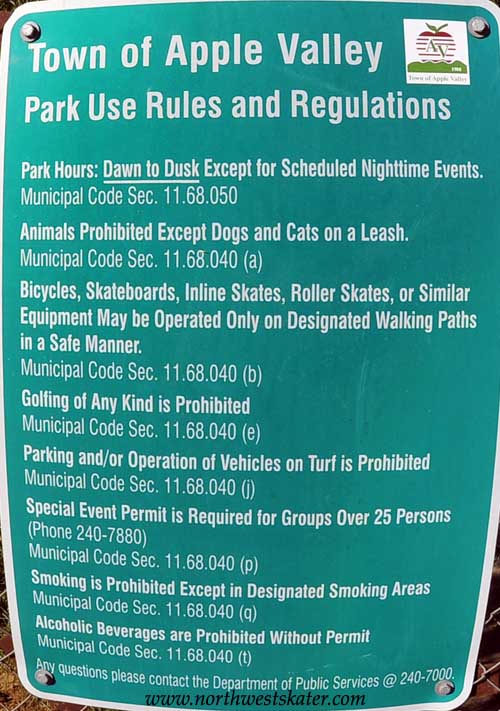 Town of Apple Valley
AV
Town of Apple Valley
Park Use Rules and Regulations
Park Hours: Dawn to Dusk Except for Scheduled Nighttime Events.
Municipal Code Sec. 11.68.050
Animals Prohibited Except Dogs and Cats on a Leash.
Municipal Code Sec. 11.68.040 (a)
Bicycles, Skateboards, Inline Skates, Roller Skates, or Similar
Equipment May be Operated Only on Designated Walking Paths
in a Safe Manner.
Municipal Code Sec. 11.68.040 (b)
Golfing of Any Kind is Prohibited
Municipal Code Sec. 11.68.040 (e)
Parking and/or Operation of Vehicles on Turf is Prohibited
Municipal Code Sec. 11.68.040 (j)
Special Event Permit is Required for Groups Over 25 Persons
(Phone 240-7880)
Municipal Code Sec. 11.68.040 (p)
Smoking is Prohibited Except in Designated Smoking Areas
Municipal Code Sec. 11.68.040 (q)
Alcoholic Beverages are Prohibited Without Permit
Municipal Code Sec. 11.68.040 (t)
Any questions please contact the Department of Public Services @ 240-7000.
www.northwestskater.com